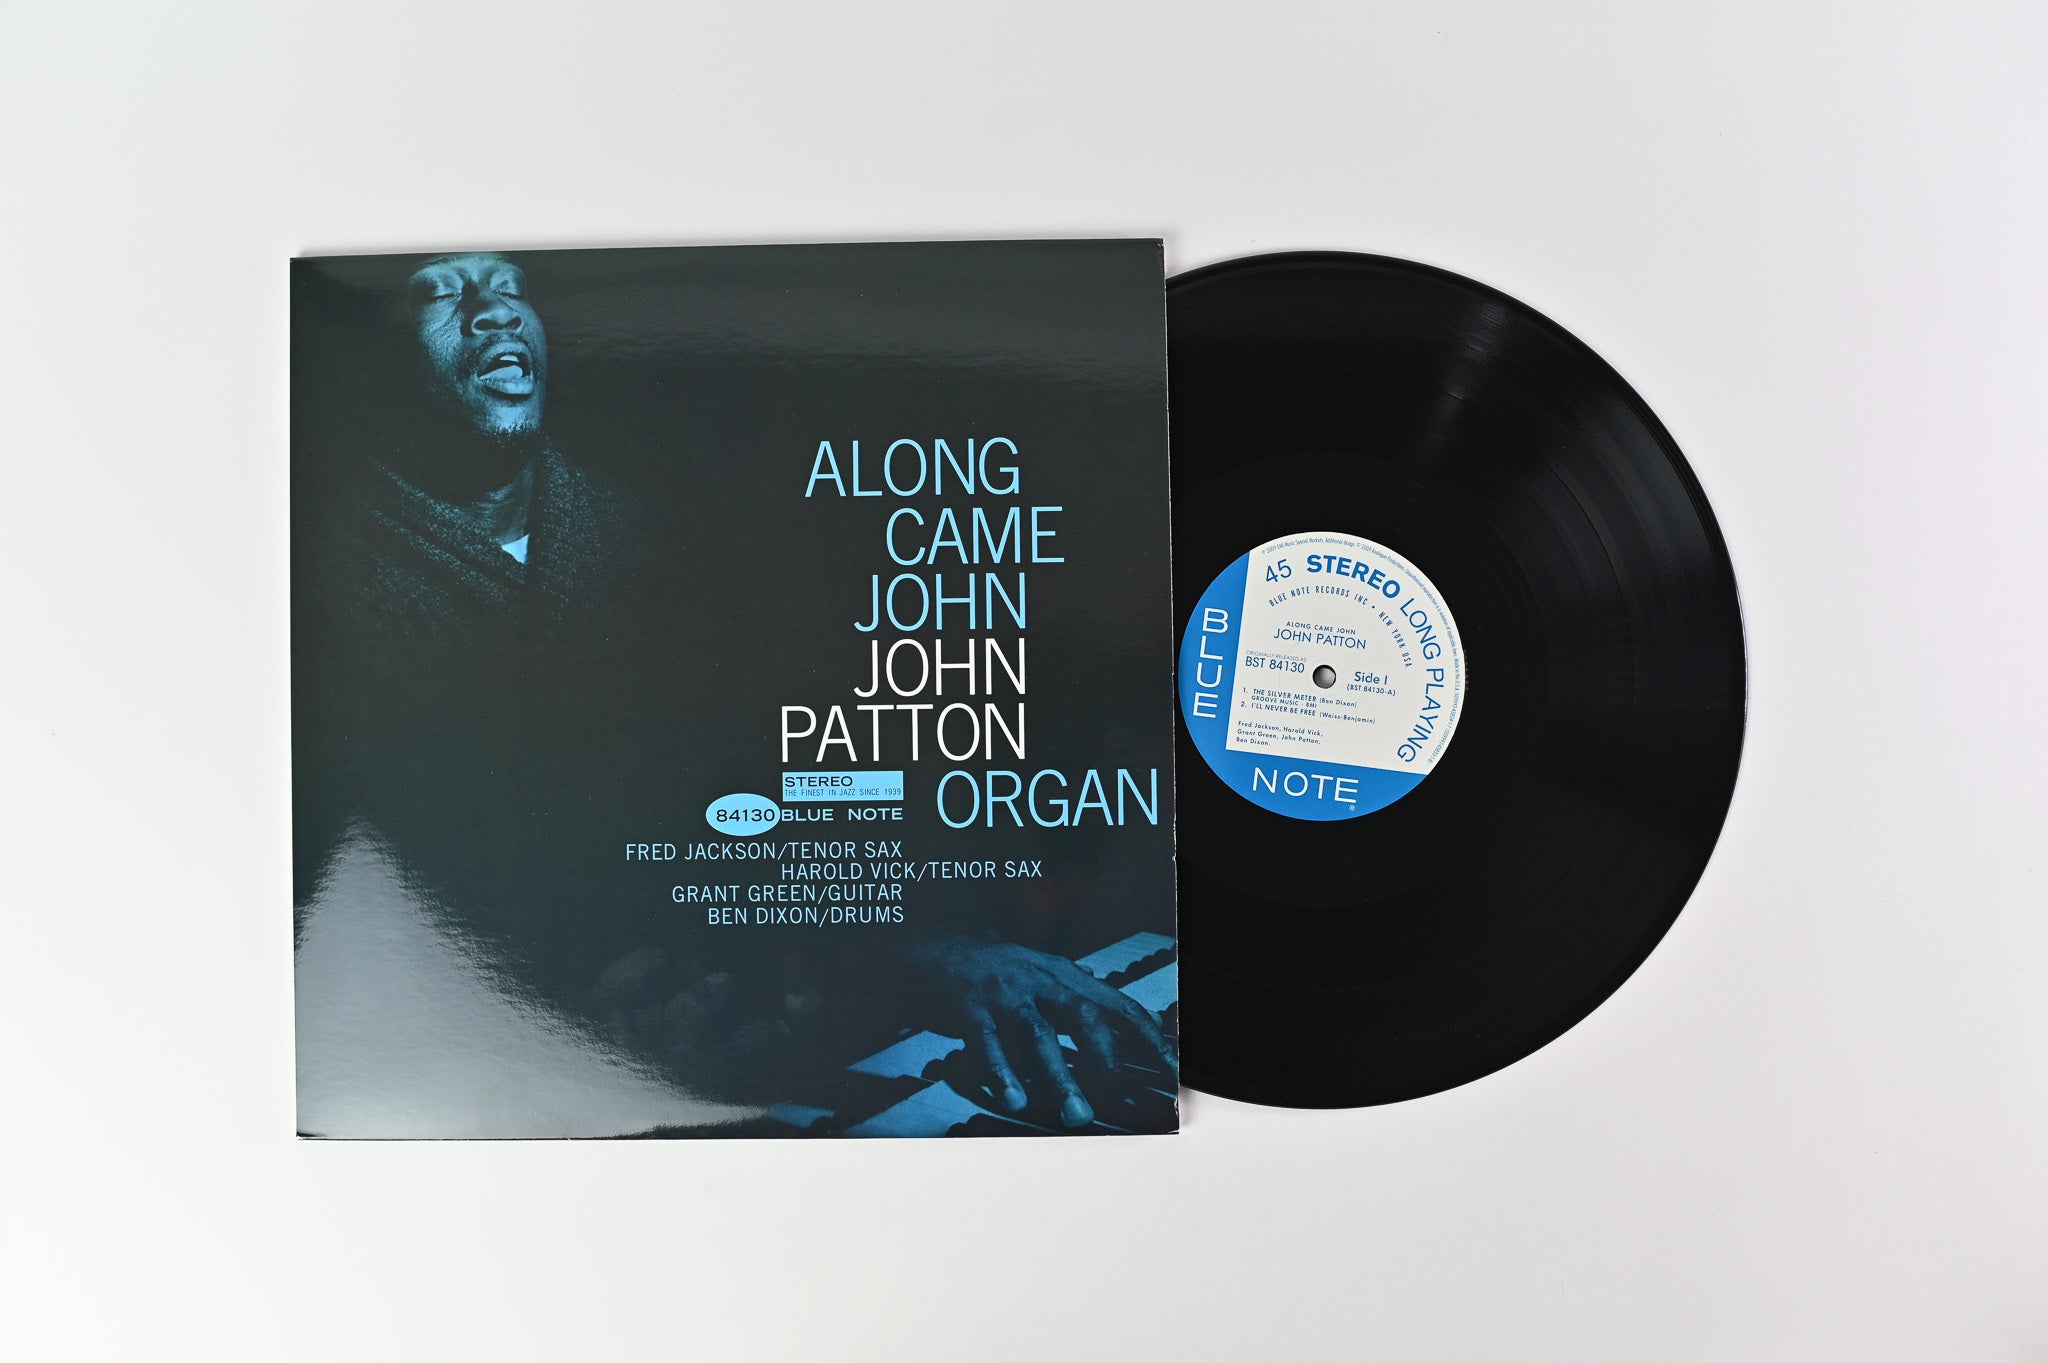 ALONG
CAME
JOHN
JOHN
PATTON
ORGAN
STEREO
THE FINEST IN JAZZ SINCE 1939
84130 BLUE NOTE
FRED JACKSON/TENOR SAX
HAROLD VICK/TENOR SAX
GRANT GREEN/GUITAR
BEN DIXON/DRUMS
45 STEREO LONG PLAYING
BLUE NOTE RECORDS INC • NEW YORK USA
ALONG CAME JOHN
JOHN PATTON
ORIGINALLY RELEASED AS
BST 84130
Side 1
(BST 84130-A)
1. THE SILVER METER (Ben Dixon)
GROOVE MUSIC - BMI
2. I'LL NEVER BE FREE (Weiss-Benjamin)
Fred Jackson, Harold Vick,
Grant Green, John Patton,
Ben Dixon.
BLUE
NOTE
®